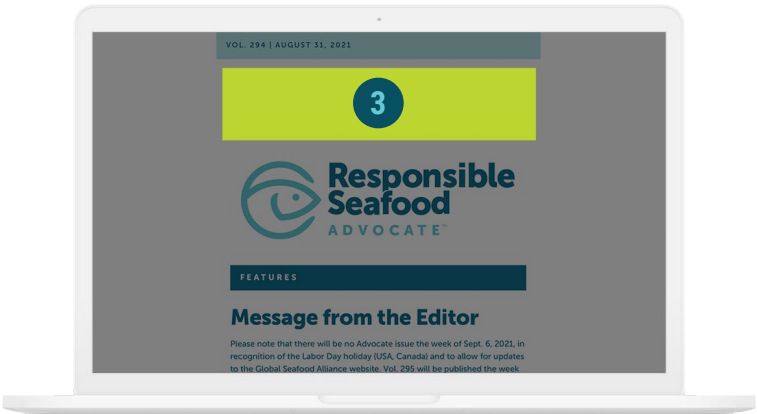 VOL. 294 | AUGUST 31, 2021
3
Responsible
Seafood
ADVOCATE™
FEATURES
Message from the Editor
Please note that there will be no Advocate issue the week of Sept. 6, 2021, in
recognition of the Labor Day holiday (USA, Canada) and to allow for updates
to the Global Seafood Alliance website. Vol. 295 will be published the week